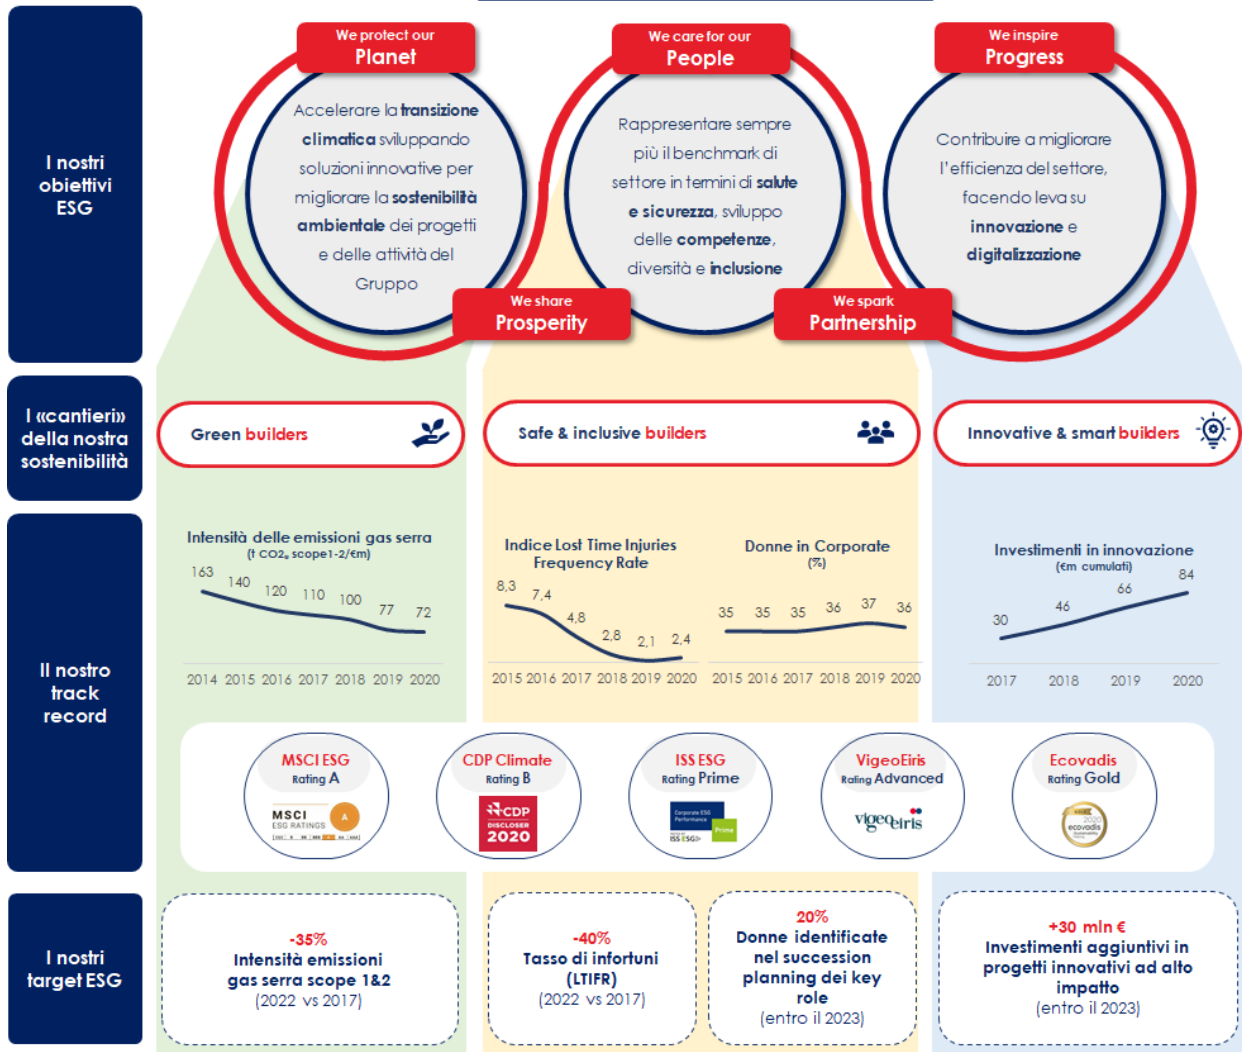 I nostri
obiettivi
ESG
We protect our
Planet
Accelerare la transizione
climatica sviluppando
soluzioni innovative per
migliorare la sostenibilità
ambientale dei progetti
e delle attività del
Gruppo
We share
Prosperity
We care for our
People
Rappresentare sempre
più il benchmark di
settore in termini di salute
e sicurezza, sviluppo
delle competenze,
diversità e inclusione
We spark
Partnership
We inspire
Progress
Contribuire a migliorare
l'efficienza del settore,
facendo leva su
innovazione e
digitalizzazione
I «cantieri»
della nostra
sostenibilità
Green builders
Safe & inclusive builders
Innovative & smart builders
Il nostro
track
record
Intensità delle emissioni gas serra
(t CO2e scope1-2/€m)
163 140 120 110 100 77 72
2014 2015 2016 2017 2018 2019 2020
Indice Lost Time Injuries
Frequency Rate
8,3 7,4 4,8 2,8 2,1 2,4
2015 2016 2017 2018 2019 2020
Donne in Corporate
(%)
35 35 35 36 37 36
2015 2016 2017 2018 2019 2020
Investimenti in innovazione
(€m cumulati)
30 46 66 84
2017 2018 2019 2020
MSCI ESG
Rating A
MSCI
ESG RATINGS
A
CDP Climate
Rating B
CDP
DISCLOSER
2020
ISS ESG
Rating Prime
Corporate ESG
Performance
Prime
ISS ESG
VigeoEiris
Rating Advanced
vigeoeiris
Ecovadis
Rating Gold
2020
ecovadis
I nostri
target ESG
-35%
Intensità emissioni
gas serra scope 1&2
(2022 vs 2017)
-40%
Tasso di infortuni
(LTIFR)
(2022 vs 2017)
20%
Donne identificate
nel succession
planning dei key
role
(entro il 2023)
+30 mln €
Investimenti aggiuntivi in
progetti innovativi ad alto
impatto
(entro il 2023)